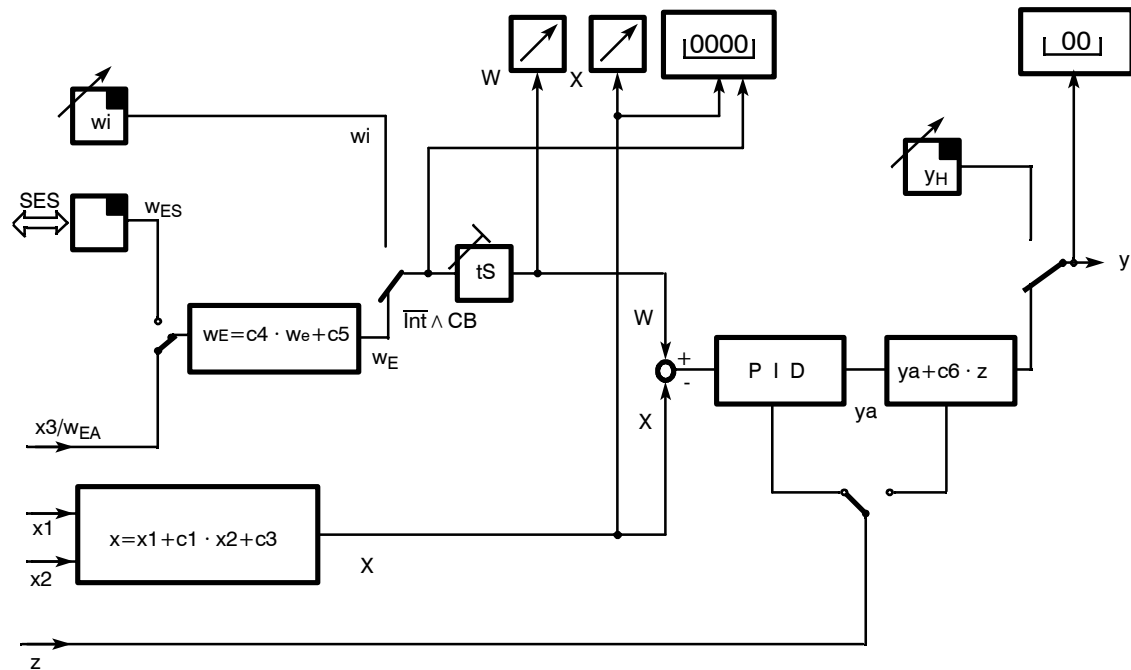 0000
00
W
X
wi
wi
yH
SES
wES
y
tS
wE=c4 · we+c5
Int ∧ CB
wE
W
+
-
P I D
ya+c6 · z
ya
X
x3/wEA
x1
x=x1+c1 · x2+c3
X
x2
z